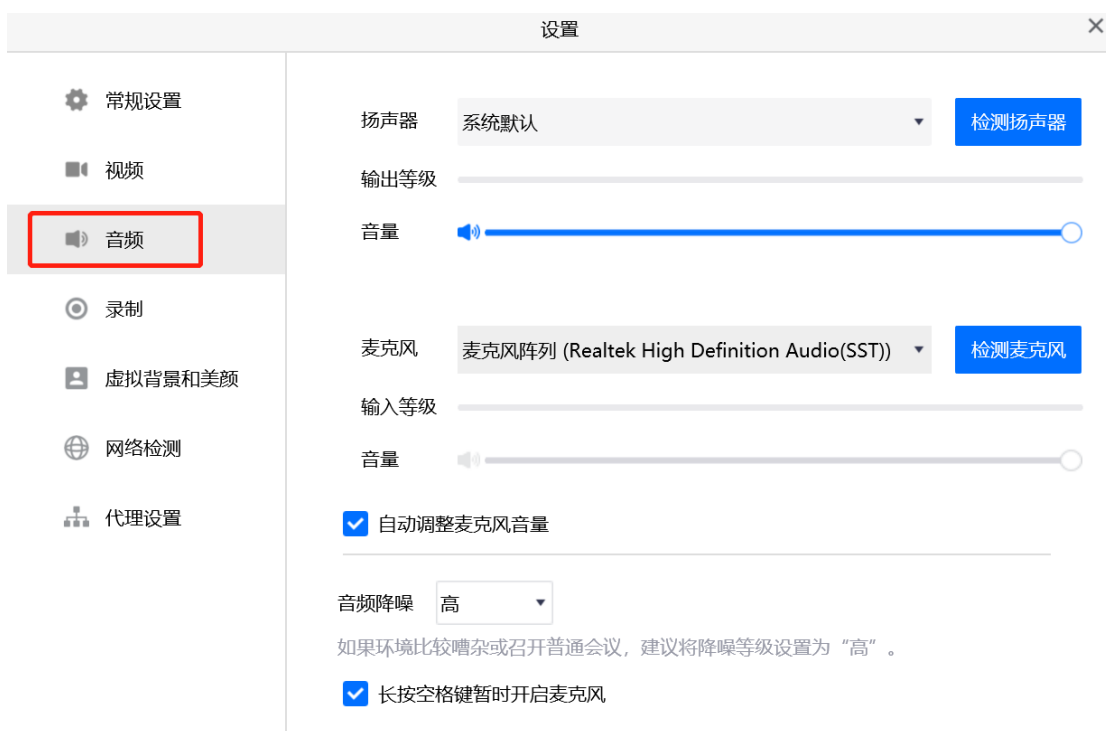 设置
常规设置
视频
音频
录制
虚拟背景和美颜
网络检测
代理设置
扬声器 系统默认 检测扬声器
输出等级
音量
麦克风 麦克风阵列 (Realtek High Definition Audio(SST)) 检测麦克风
输入等级
音量
自动调整麦克风音量
音频降噪 高
如果环境比较嘈杂或召开普通会议，建议将降噪等级设置为“高”。
长按空格键暂时开启麦克风